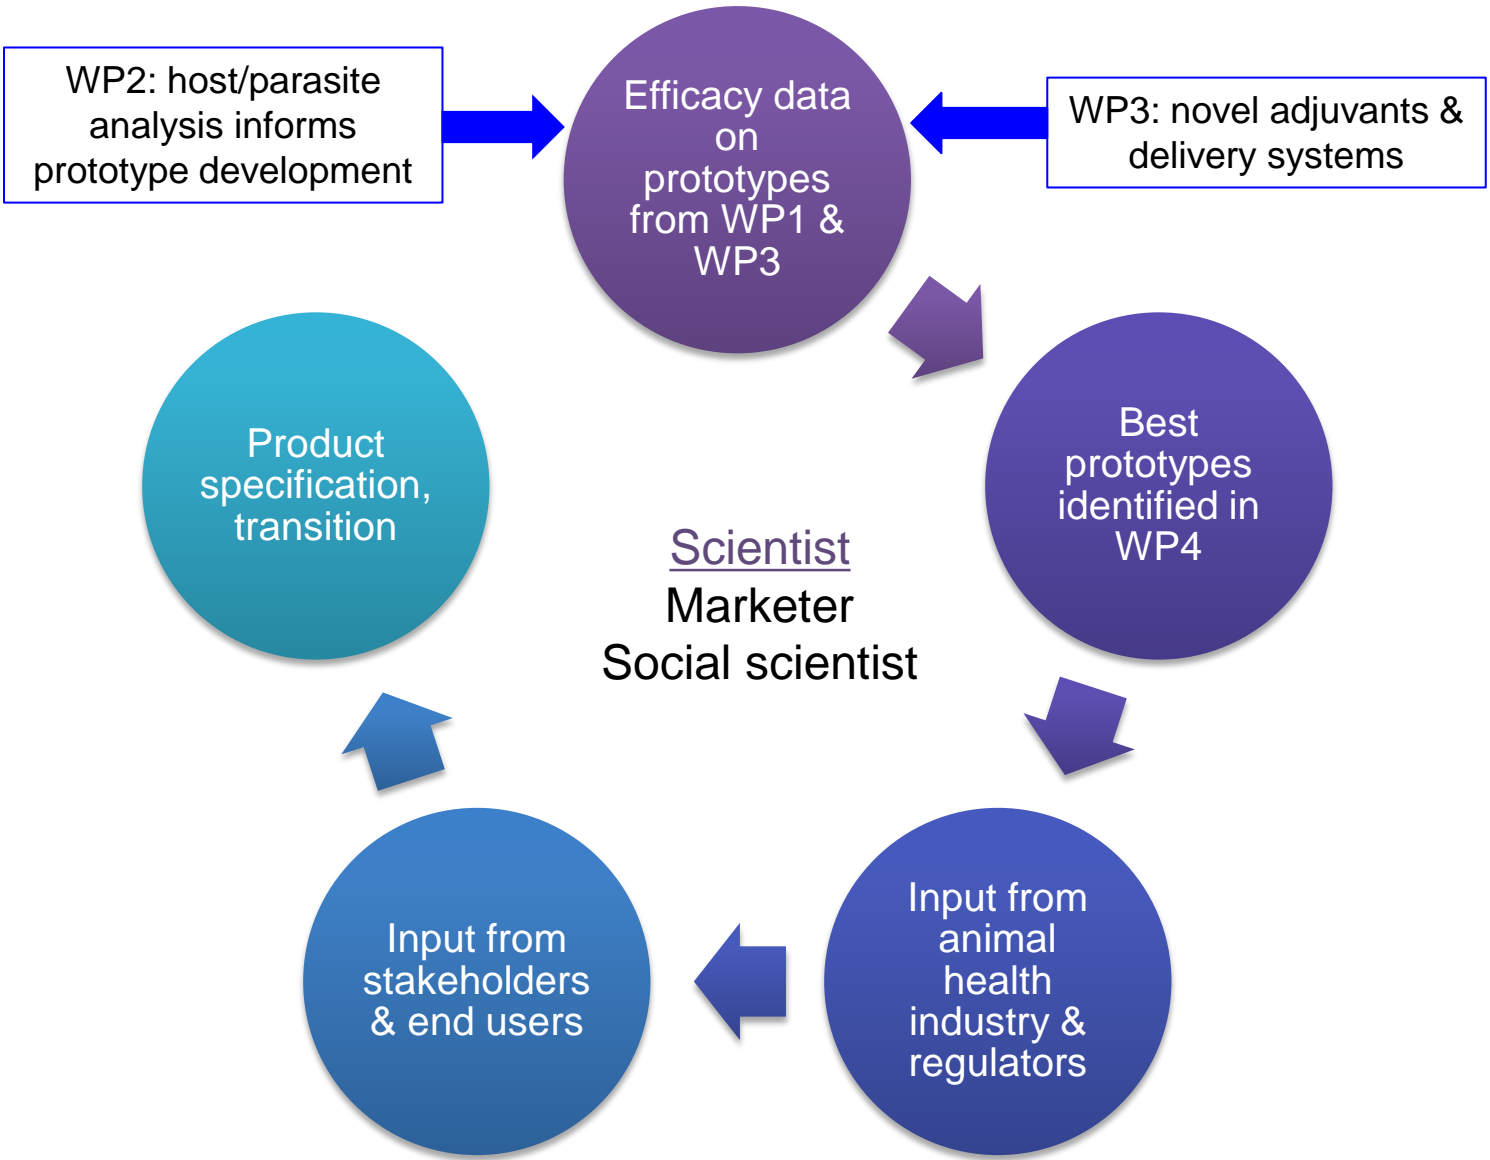 WP2: host/parasite
analysis informs
prototype development
Efficacy data
on
prototypes
from WP1 &
WP3
WP3: novel adjuvants &
delivery systems
Best
prototypes
identified in
WP4
Input from
animal
health
industry &
regulators
Input from
stakeholders
& end users
Product
specification,
transition
Scientist
Marketer
Social scientist